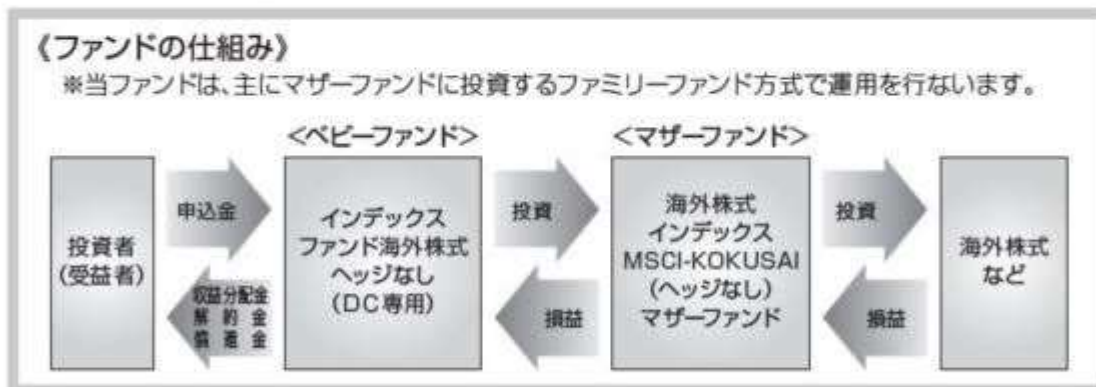 《ファンドの仕組み》
※当ファンドは、主にマザーファンドに投資するファミリーファンド方式で運用を行ないます。
<ベビーファンド>
<マザーファンド>
投資者
(受益者)
申込金
収益分配金
解約金
償還金
インデックス
ファンド海外株式
ヘッジなし
(DC専用)
投資
損益
海外株式
インデックス
MSCI-KOKUSAI
(ヘッジなし)
マザーファンド
投資
損益
海外株式
など